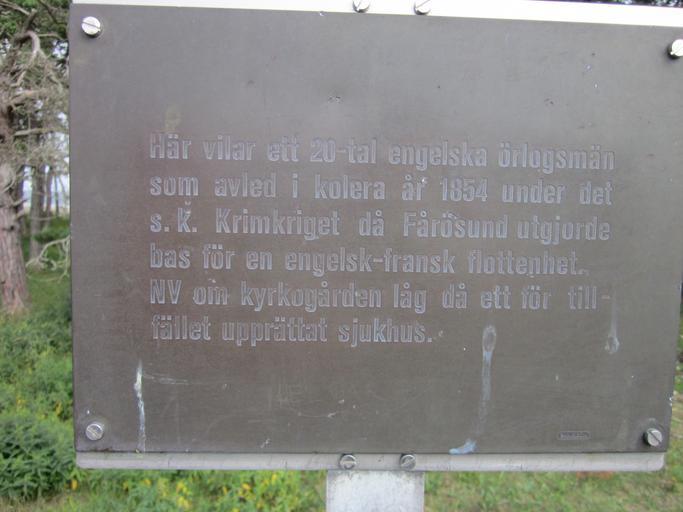 Här vilar ett 20-tal engelska örlogsmän
som avled i kolera år 1854 under det
s.k. Krimkriget då Fårösund utgjorde
bas för en engelsk-fransk flottenhet.
NV om kyrkogården låg då ett för till-
fället upprättat sjukhus.